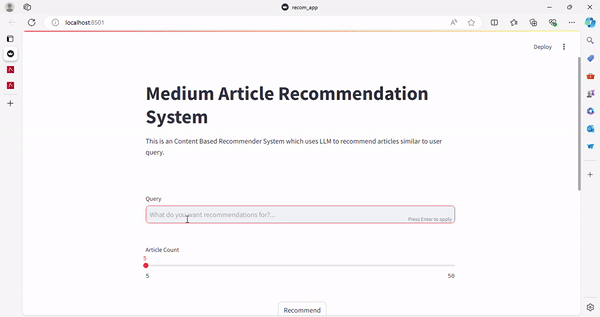 recom_app
localhost:8501
Deploy
Medium Article Recommendation
System
This is an Content Based Recommender System which uses LLM to recommend articles similar to user
query.
Query
What do you want recommendations for?...
Press Enter to apply
Article Count
5
5
50
Recommend